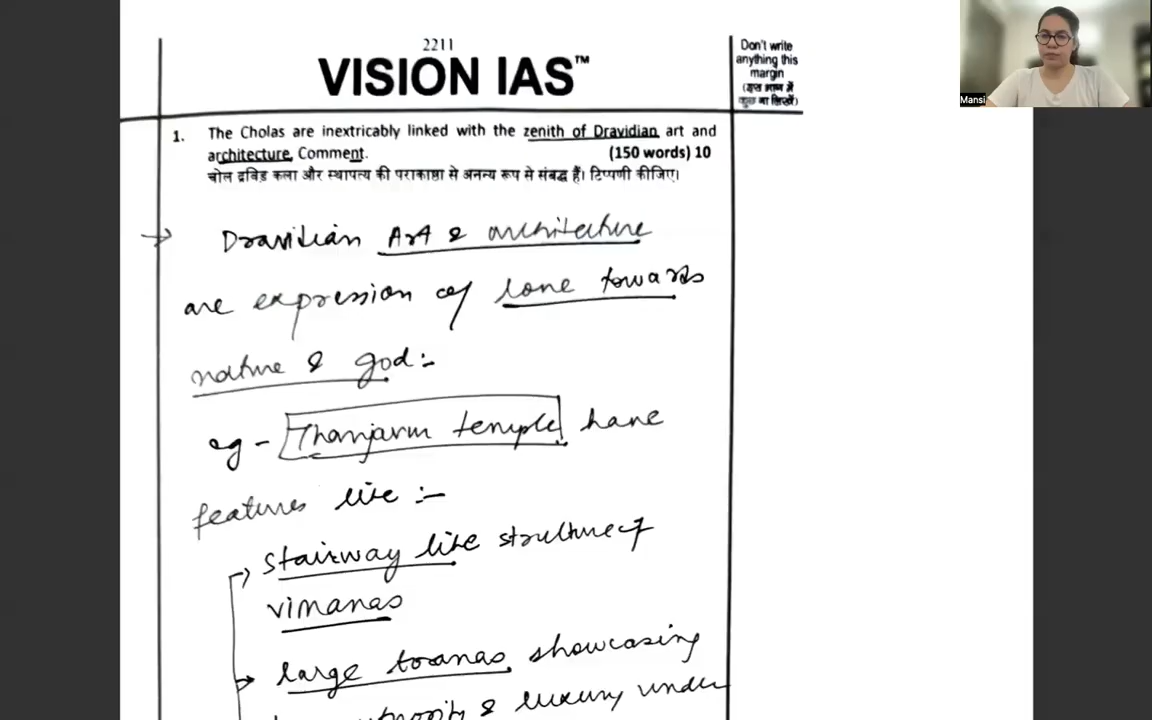 2211
VISION IAS™
Don't write
anything this
margin
(इस भाग में
कुछ ना लिखें)
Mansi
1. The Cholas are inextricably linked with the zenith of Dravidian art and
architecture. Comment. (150 words) 10
चोल द्रविड़ कला और स्थापत्य की पराकाष्ठा से अनन्य रूप से संबद्ध हैं। टिप्पणी कीजिए।
→ Dravidian Art & architecture
are expression of love towards
nature & god:-
eg - Thanjavur temple have
features like :-
→ stairway like structure of
vimanas
→ large toranas showcasing
& luxury under